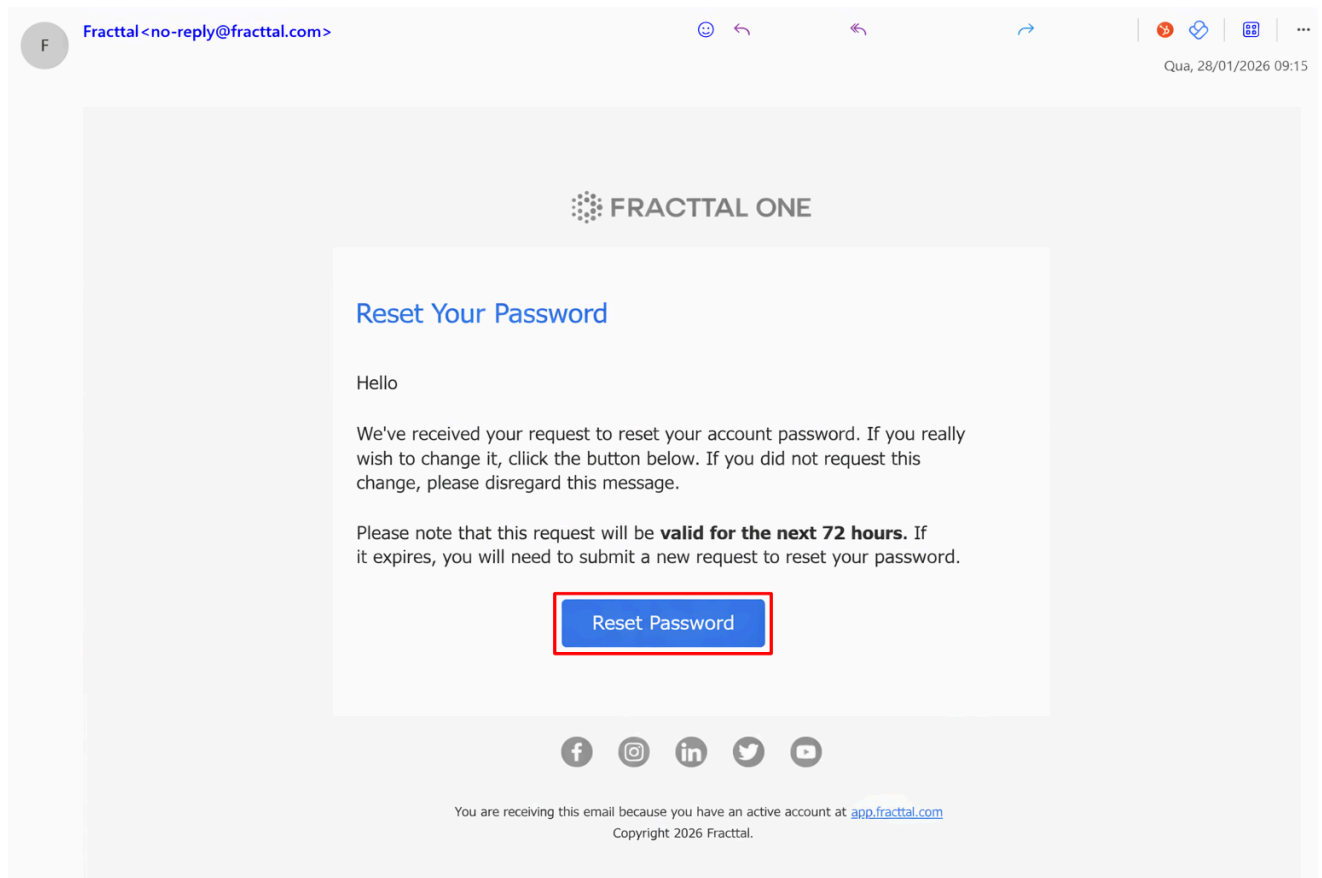 F
Fracttal<no-reply@fracttal.com>
Qua, 28/01/2026 09:15
FRACTTAL ONE
Reset Your Password
Hello
We've received your request to reset your account password. If you really
wish to change it, cllick the button below. If you did not request this
change, please disregard this message.
Please note that this request will be valid for the next 72 hours. If
it expires, you will need to submit a new request to reset your password.
Reset Password
You are receiving this email because you have an active account at app.fracttal.com
Copyright 2026 Fracttal.